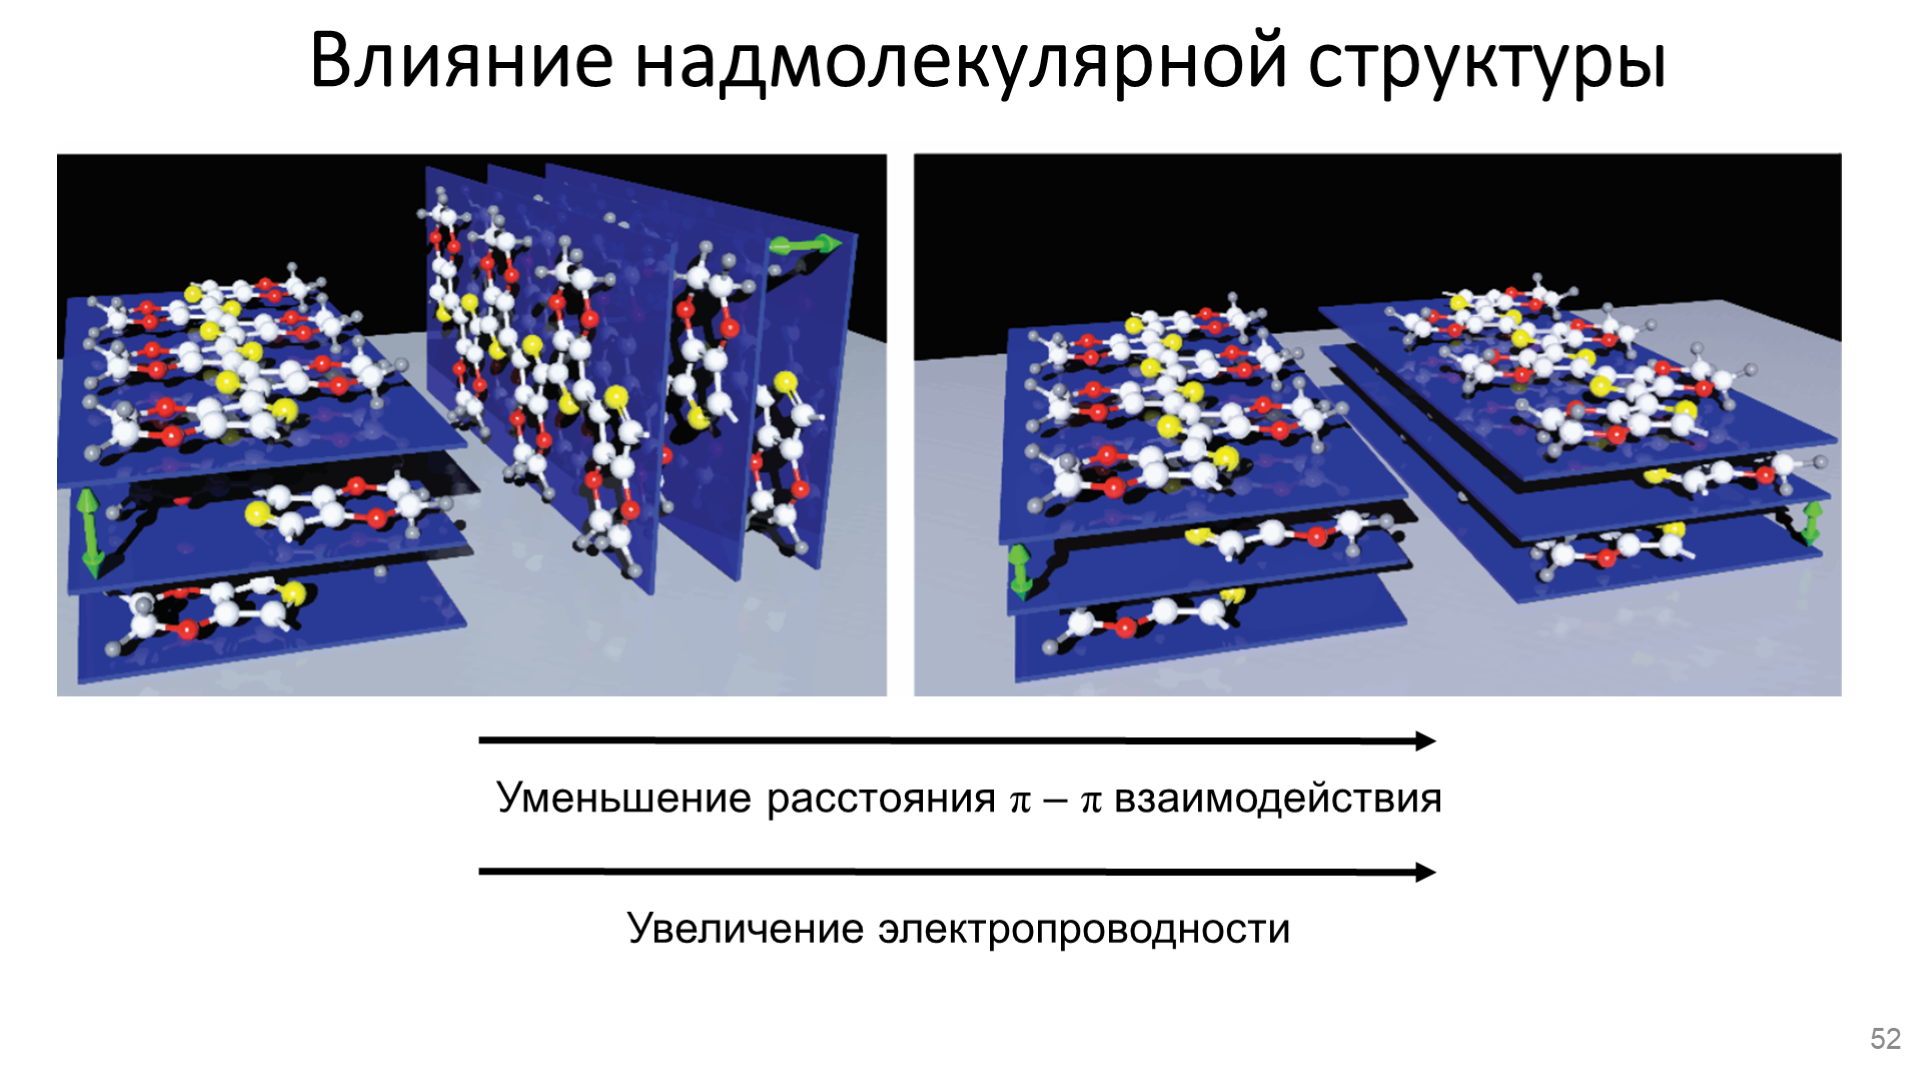 Влияние надмолекулярной структуры
Уменьшение расстояния π – π взаимодействия
Увеличение электропроводности
52